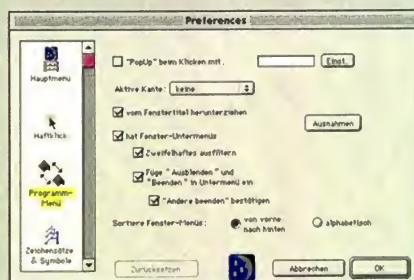 Preferences
Hauptmenü
Haftklick
Programm-
Menü
Zeichensätze
& Symbole
"PopUp" beim Klicken mit:
Einst.
Aktive Kante: keine
vom Fenstertitel herunterziehen
Ausnahmen
hat Fenster-Untermenüs
Zweifelhaftes ausfiltern
Füge "Ausblenden" und
"Beenden" in Untermenü ein
"Andere beenden" bestätigen
Sortiere Fenster-Menüs:
von vorne
nach hinten
alphabetisch
Zurücksetzen
Abbrechen
OK